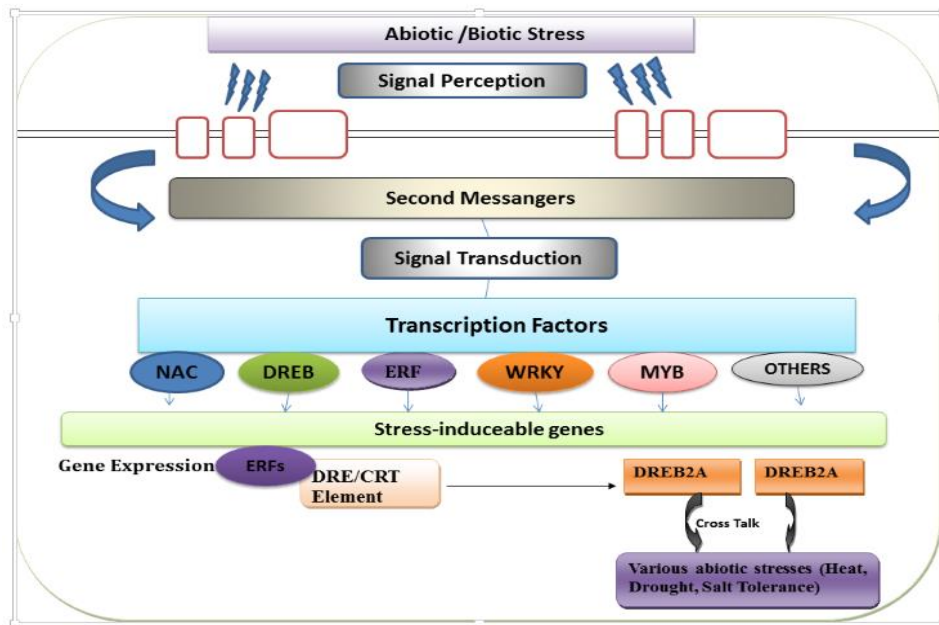 Abiotic /Biotic Stress
Signal Perception
Second Messangers
Signal Transduction
Transcription Factors
NAC
DREB
ERF
WRKY
MYB
OTHERS
Stress-induceable genes
Gene Expression
ERFs
DRE/CRT
Element
DREB2A
DREB2A
Cross Talk
Various abiotic stresses (Heat,
Drought, Salt Tolerance)